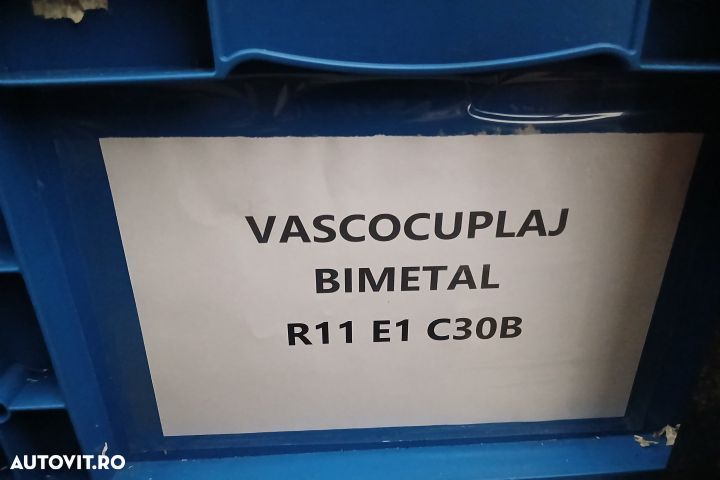 VASCOCUPLAJ
BIMETAL
R11 E1 C30B
AUTOVIT.RO